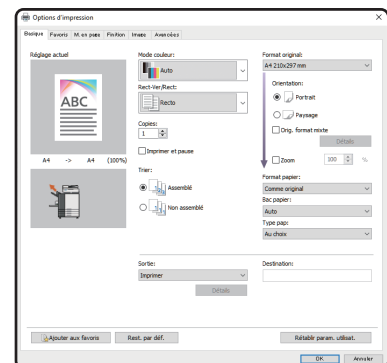 Options d'impression
Basique Favoris M. en page Finition Image Avancées
Réglage actuel
ABC
A4 -> A4 (100%)
Mode couleur:
Auto
Rect-Ver/Rect:
Recto
Copies:
1
Imprimer et pause
Trier:
Assemblé
Non assemblé
Format original:
A4 210x297 mm
Orientation:
Portrait
Paysage
Orig. format mixte
Détails
Zoom 100 %
Format papier:
Comme original
Bac papier:
Auto
Type pap:
Au choix
Sortie:
Imprimer
Détails
Destination:
Ajouter aux favoris Rest. par déf. Rétablir param. utilisat.
OK Annuler